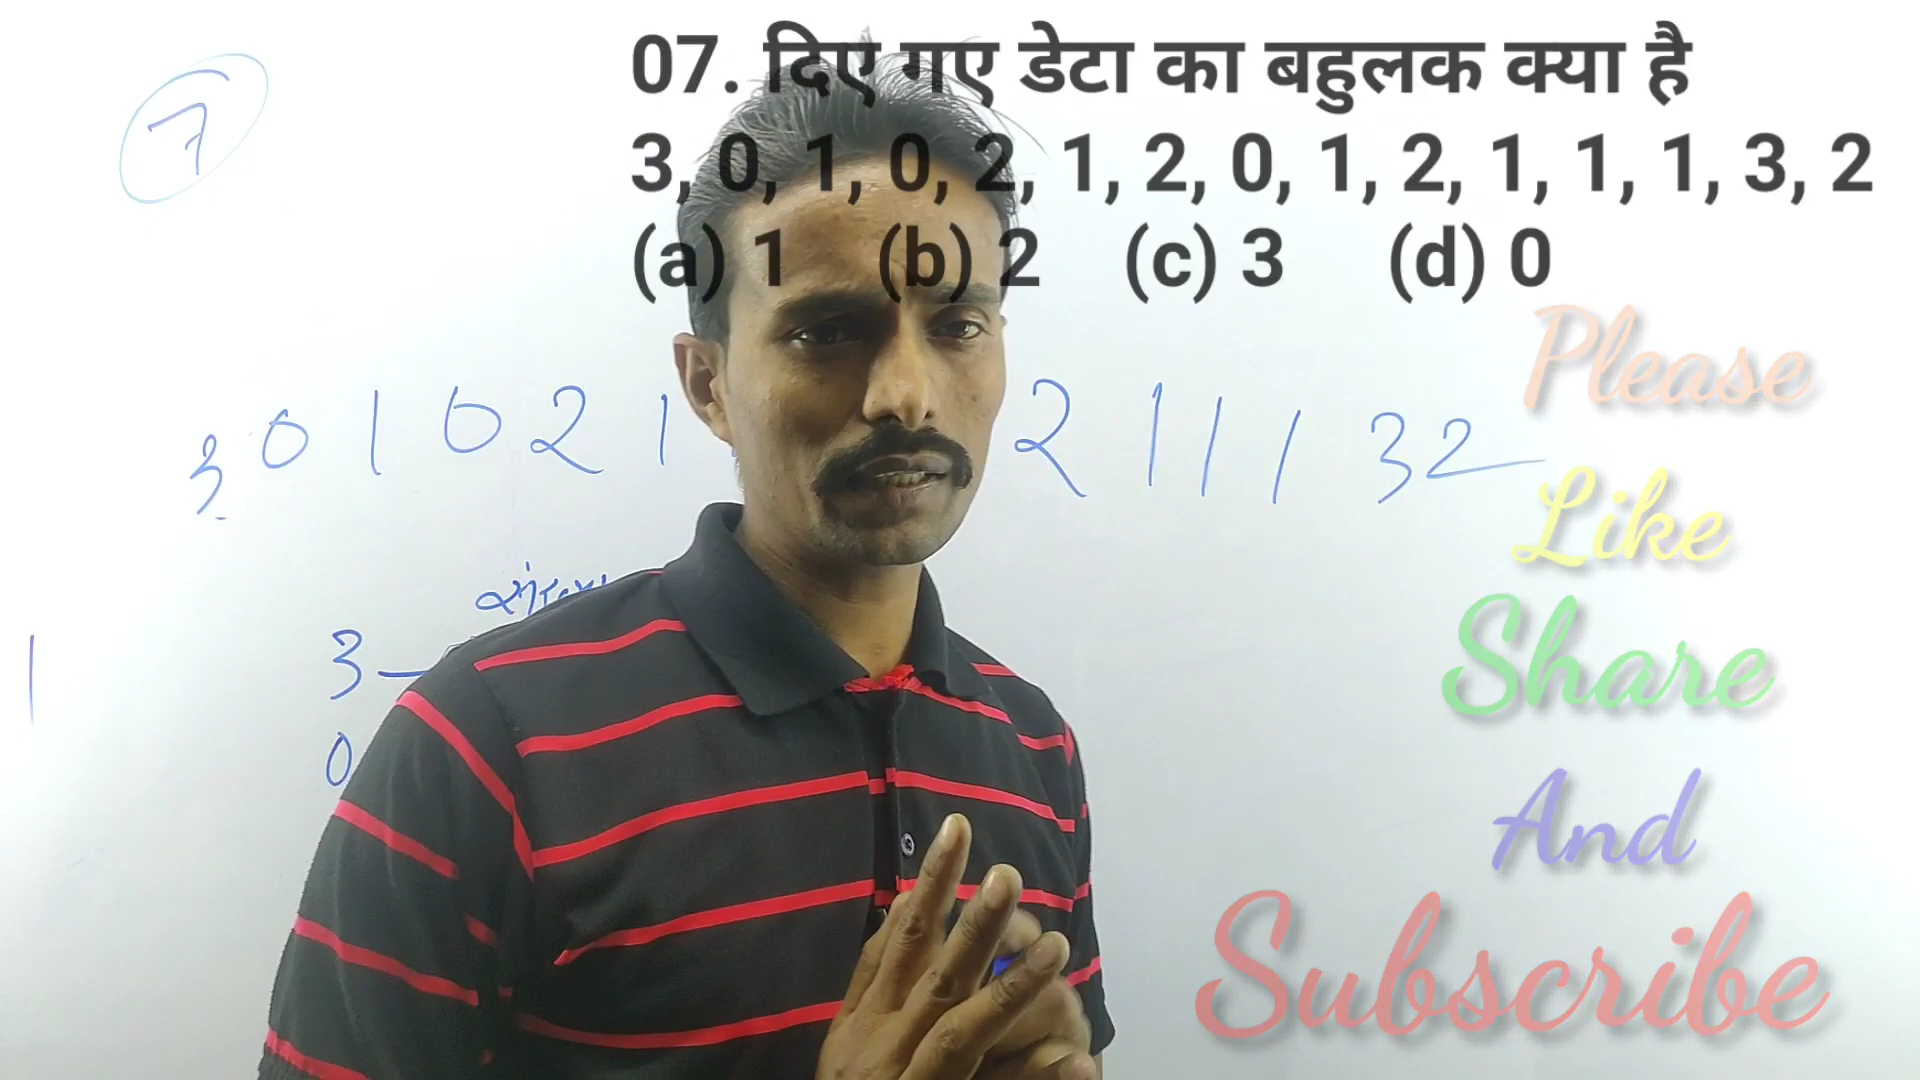 07. दिए गए डेटा का बहुलक क्या है
3, 0, 1, 0, 2, 1, 2, 0, 1, 2, 1, 1, 1, 3, 2
(a) 1 (b) 2 (c) 3 (d) 0
7
3 0 1 0 2 1 2 1 1 1 3 2
1
3 —
0
Please
Like
Share
And
Subscribe